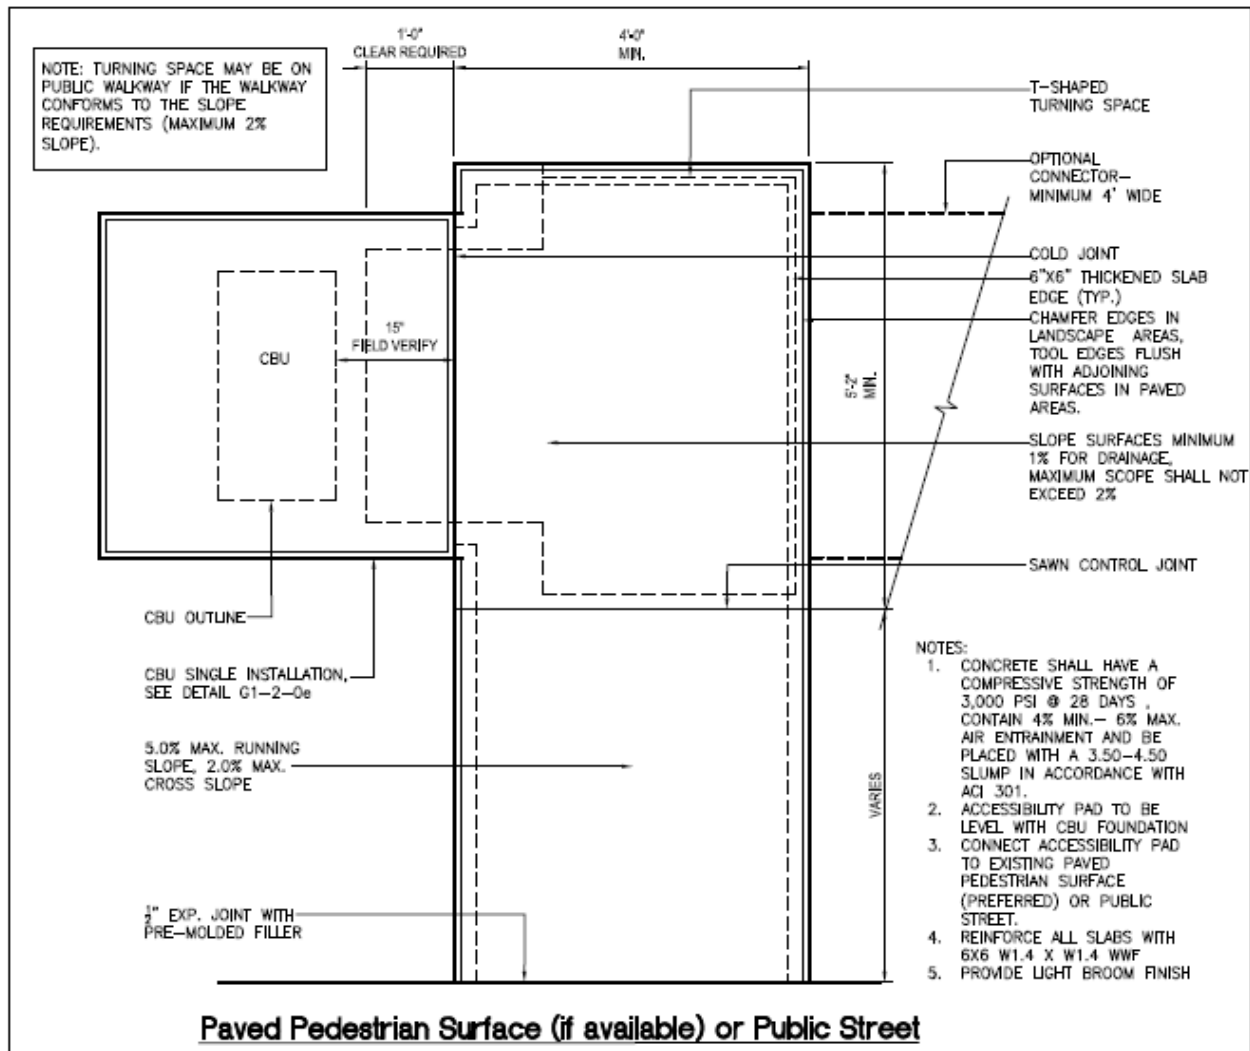 1'-0"
CLEAR REQUIRED
4'-0"
MIN.
NOTE: TURNING SPACE MAY BE ON
PUBLIC WALKWAY IF THE WALKWAY
CONFORMS TO THE SLOPE
REQUIREMENTS (MAXIMUM 2%
SLOPE).
T-SHAPED
TURNING SPACE
OPTIONAL
CONNECTOR-
MINIMUM 4' WIDE
COLD JOINT
6"X6" THICKENED SLAB
EDGE (TYP.)
CHAMFER EDGES IN
LANDSCAPE AREAS,
TOOL EDGES FLUSH
WITH ADJOINING
SURFACES IN PAVED
AREAS.
15"
FIELD VERIFY
CBU
5'-2"
MIN.
SLOPE SURFACES MINIMUM
1% FOR DRAINAGE,
MAXIMUM SCOPE SHALL NOT
EXCEED 2%
SAWN CONTROL JOINT
CBU OUTLINE
CBU SINGLE INSTALLATION,
SEE DETAIL G1-2-0e
5.0% MAX. RUNNING
SLOPE, 2.0% MAX.
CROSS SLOPE
VARIES
½" EXP. JOINT WITH
PRE-MOLDED FILLER
NOTES:
1. CONCRETE SHALL HAVE A
COMPRESSIVE STRENGTH OF
3,000 PSI @ 28 DAYS ,
CONTAIN 4% MIN.- 6% MAX.
AIR ENTRAINMENT AND BE
PLACED WITH A 3.50-4.50
SLUMP IN ACCORDANCE WITH
ACI 301.
2. ACCESSIBILITY PAD TO BE
LEVEL WITH CBU FOUNDATION
3. CONNECT ACCESSIBILITY PAD
TO EXISTING PAVED
PEDESTRIAN SURFACE
(PREFERRED) OR PUBLIC
STREET.
4. REINFORCE ALL SLABS WITH
6X6 W1.4 X W1.4 WWF
5. PROVIDE LIGHT BROOM FINISH
Paved Pedestrian Surface (if available) or Public Street